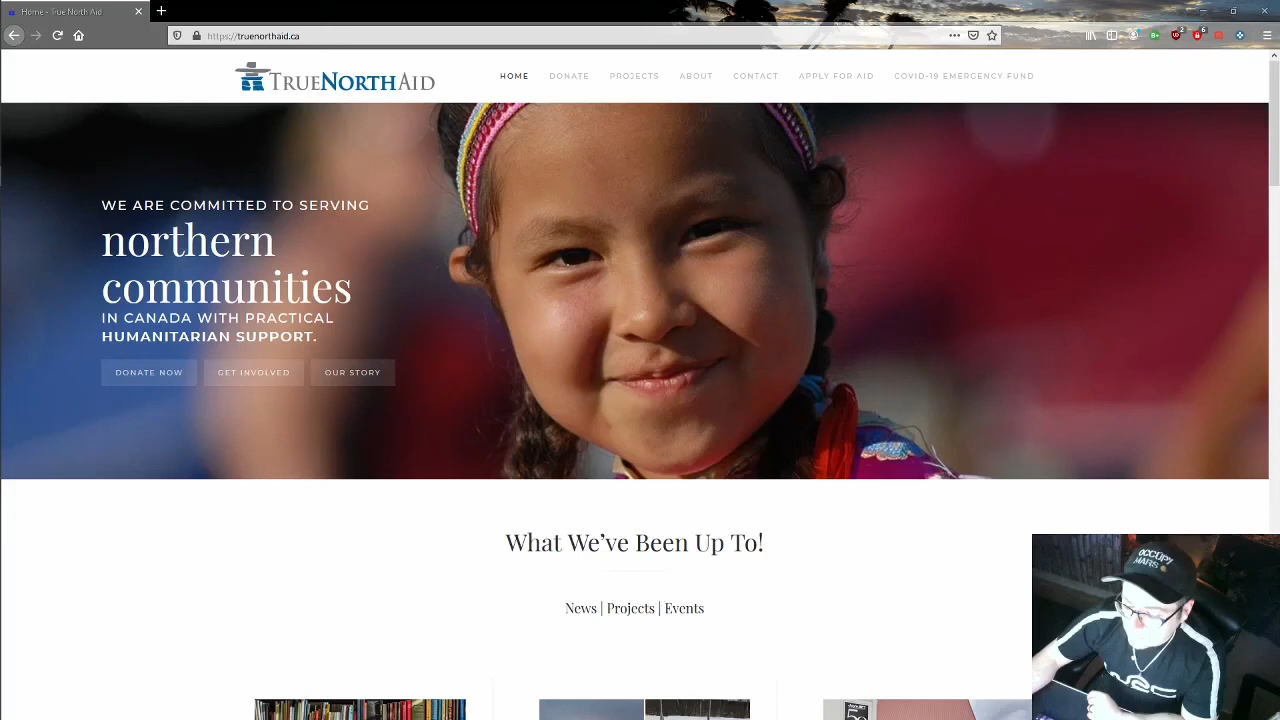 Home - True North Aid
https://truenorthaid.ca
2
6
TRUENORTHAID
HOME DONATE PROJECTS ABOUT CONTACT APPLY FOR AID COVID-19 EMERGENCY FUND
WE ARE COMMITTED TO SERVING
northern
communities
IN CANADA WITH PRACTICAL
HUMANITARIAN SUPPORT.
DONATE NOW GET INVOLVED OUR STORY
What We've Been Up To!
News | Projects | Events
OCCUPY
MARS